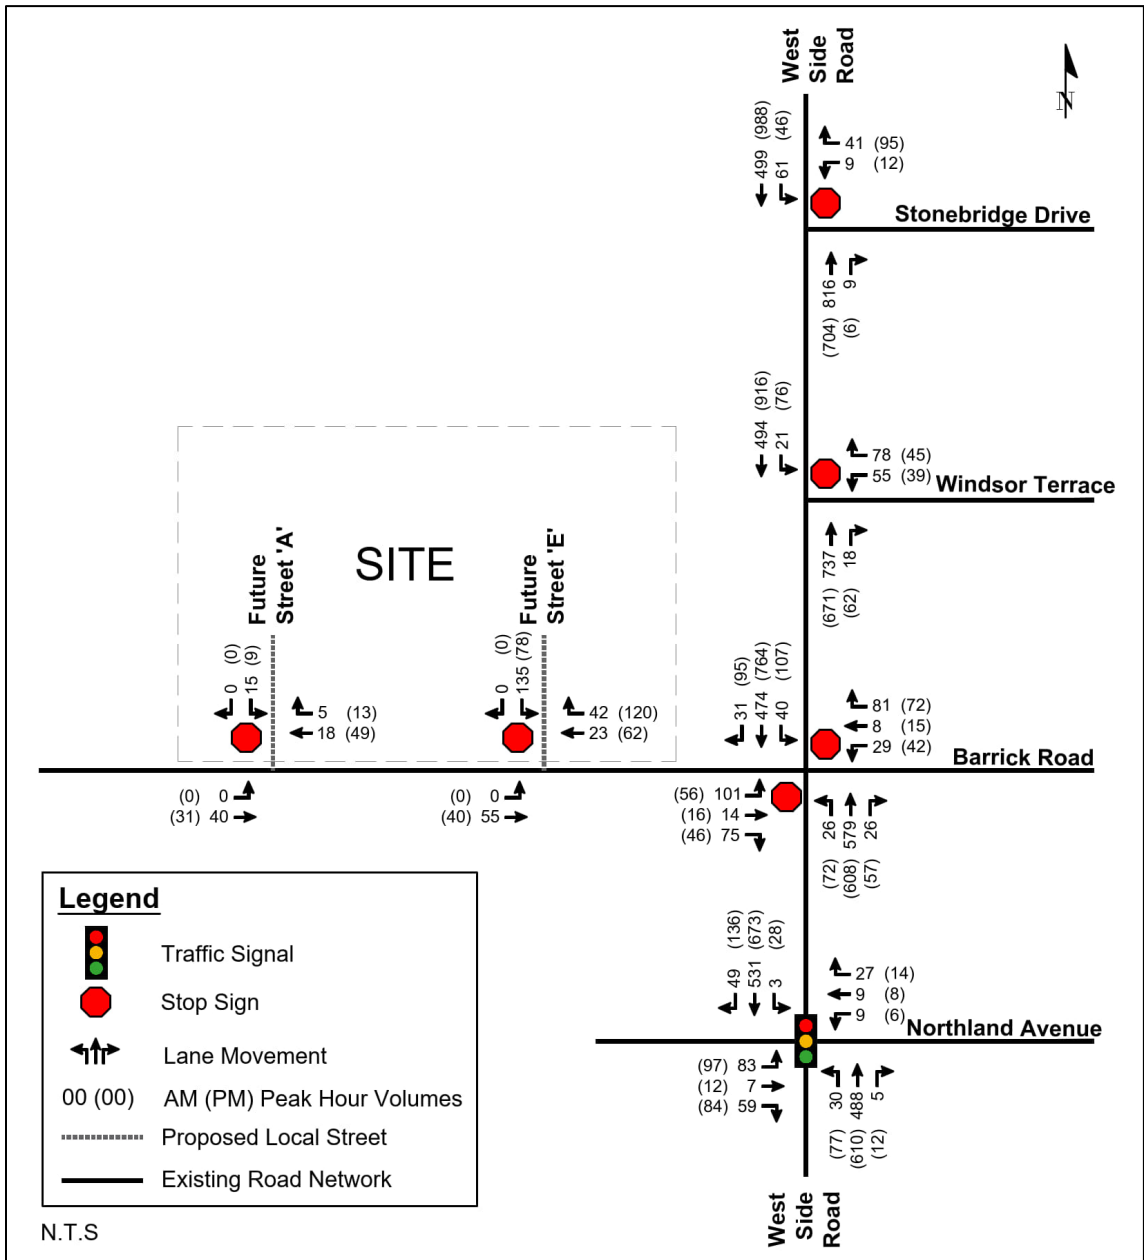 West
Side
Road
N
499 (988)
61 (46)
41 (95)
9 (12)
Stonebridge Drive
(704) 816
(6) 9
494 (916)
21 (76)
78 (45)
55 (39)
Windsor Terrace
(671) 737
(62) 18
SITE
Future
Street 'A'
Future
Street 'E'
0 (0)
15 (9)
5 (13)
18 (49)
0 (0)
135 (78)
42 (120)
23 (62)
31 (95)
474 (764)
40 (107)
81 (72)
8 (15)
29 (42)
Barrick Road
(0) 0
(31) 40
(0) 0
(40) 55
(56) 101
(16) 14
(46) 75
(72) 26
(608) 579
(57) 26
49 (136)
531 (673)
3 (28)
27 (14)
9 (8)
9 (6)
Northland Avenue
(97) 83
(12) 7
(84) 59
(77) 30
(610) 488
(12) 5
West
Side
Road
Legend
Traffic Signal
Stop Sign
Lane Movement
00 (00) AM (PM) Peak Hour Volumes
Proposed Local Street
Existing Road Network
N.T.S